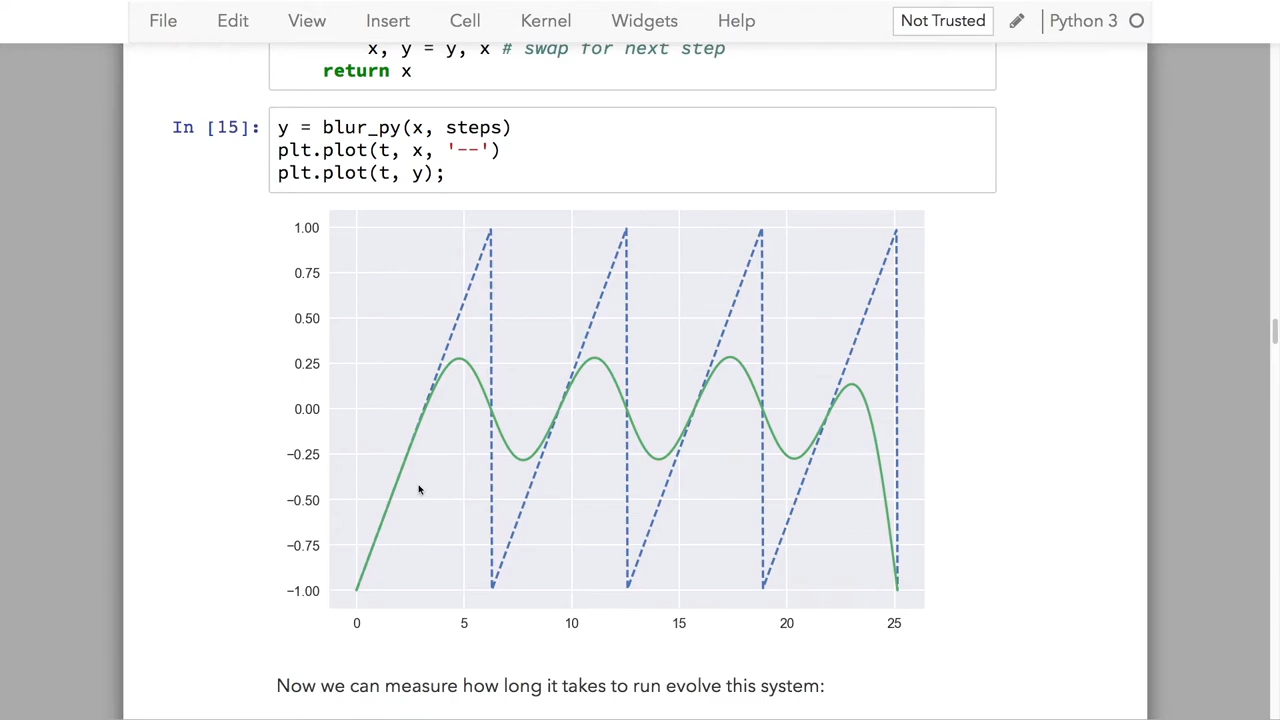 File Edit View Insert Cell Kernel Widgets Help Not Trusted Python 3
x, y = y, x # swap for next step
return x
In [15]: y = blur_py(x, steps)
plt.plot(t, x, '--')
plt.plot(t, y);
1.00
0.75
0.50
0.25
0.00
−0.25
−0.50
−0.75
−1.00
0 5 10 15 20 25
Now we can measure how long it takes to run evolve this system: